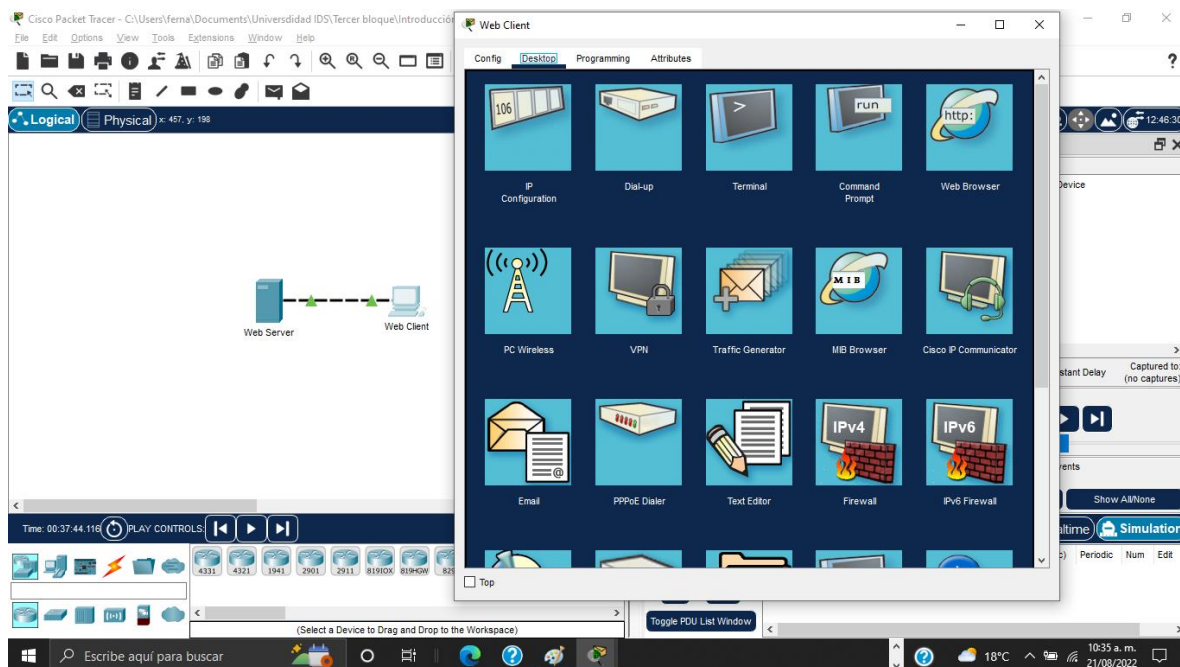 Cisco Packet Tracer - C:\Users\ferna\Documents\Universdidad IDS\Tercer bloque\Introducción
File Edit Options View Tools Extensions Window Help
?
Logical
Physical
x: 457, y: 198
12:46:30
Web Server
Web Client
Web Client
Config Desktop Programming Attributes
106
>
run
http:
IP
Configuration
Dial-up
Terminal
Command
Prompt
Web Browser
MIB
PC Wireless
VPN
Traffic Generator
MIB Browser
Cisco IP Communicator
@
IPv4
IPv6
Email
PPPoE Dialer
Text Editor
Firewall
IPv6 Firewall
Top
Device
stant Delay
Captured to:
(no captures)
vents
Show All/None
Time: 00:37:44.116
PLAY CONTROLS:
altime
Simulation
4331 4321 1941 2901 2911 819IOX 819HGW 829
c) Periodic Num Edit
(Select a Device to Drag and Drop to the Workspace)
Toggle PDU List Window
Escribe aquí para buscar
18°C
10:35 a. m.
21/08/2022